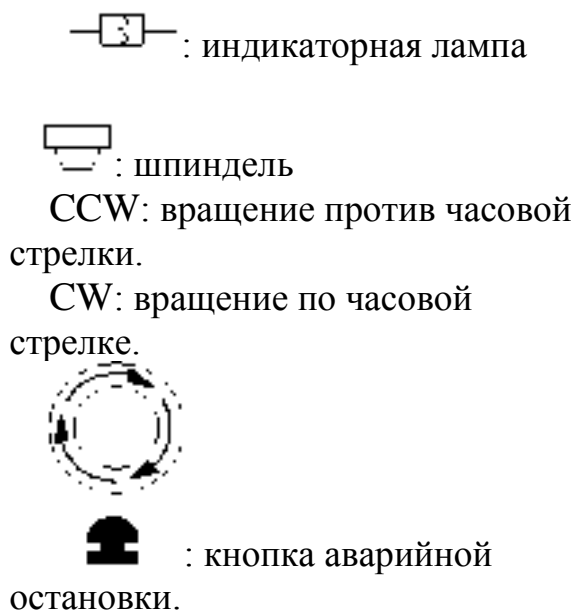 : индикаторная лампа
: шпиндель
CCW: вращение против часовой
стрелки.
CW: вращение по часовой
стрелке.
: кнопка аварийной
остановки.